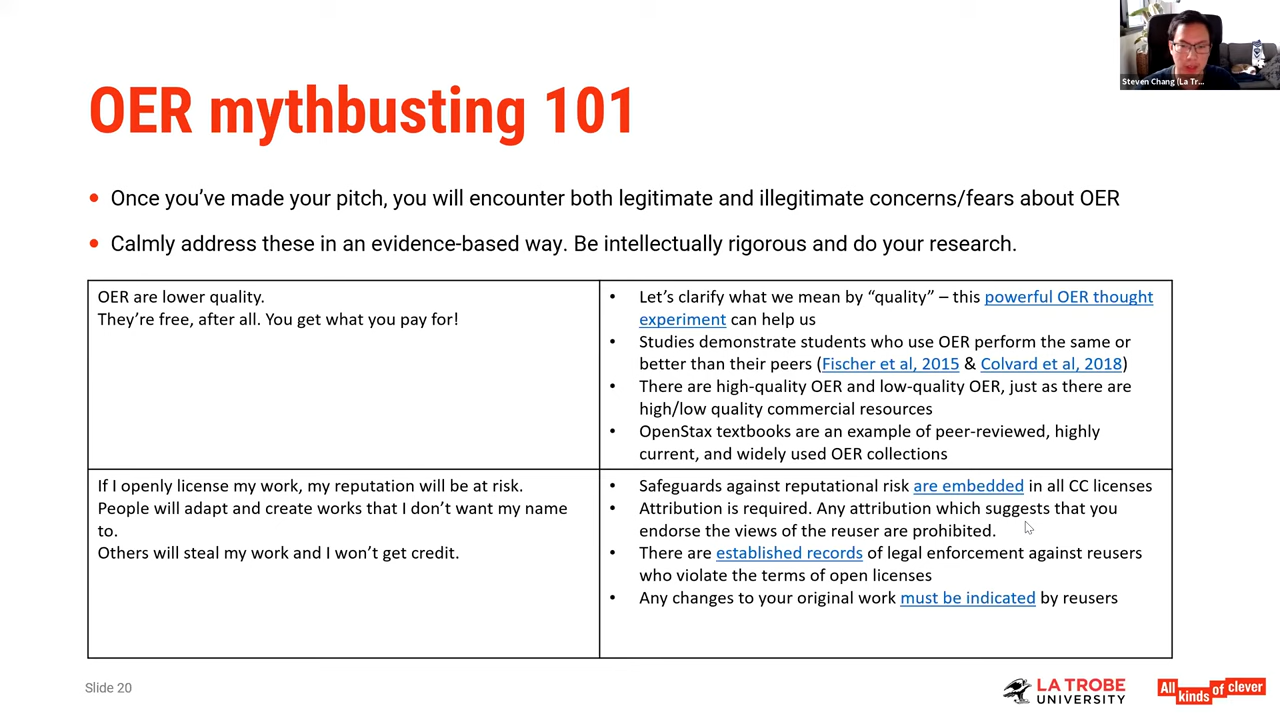 Steven Chang (La Tr...
OER mythbusting 101
• Once you've made your pitch, you will encounter both legitimate and illegitimate concerns/fears about OER
• Calmly address these in an evidence-based way. Be intellectually rigorous and do your research.
OER are lower quality.
They're free, after all. You get what you pay for!
• Let's clarify what we mean by “quality” – this powerful OER thought
experiment can help us
• Studies demonstrate students who use OER perform the same or
better than their peers (Fischer et al, 2015 & Colvard et al, 2018)
• There are high-quality OER and low-quality OER, just as there are
high/low quality commercial resources
• OpenStax textbooks are an example of peer-reviewed, highly
current, and widely used OER collections
If I openly license my work, my reputation will be at risk.
People will adapt and create works that I don't want my name
to.
Others will steal my work and I won't get credit.
• Safeguards against reputational risk are embedded in all CC licenses
• Attribution is required. Any attribution which suggests that you
endorse the views of the reuser are prohibited.
• There are established records of legal enforcement against reusers
who violate the terms of open licenses
• Any changes to your original work must be indicated by reusers
Slide 20
LA TROBE
UNIVERSITY
All
kinds of clever